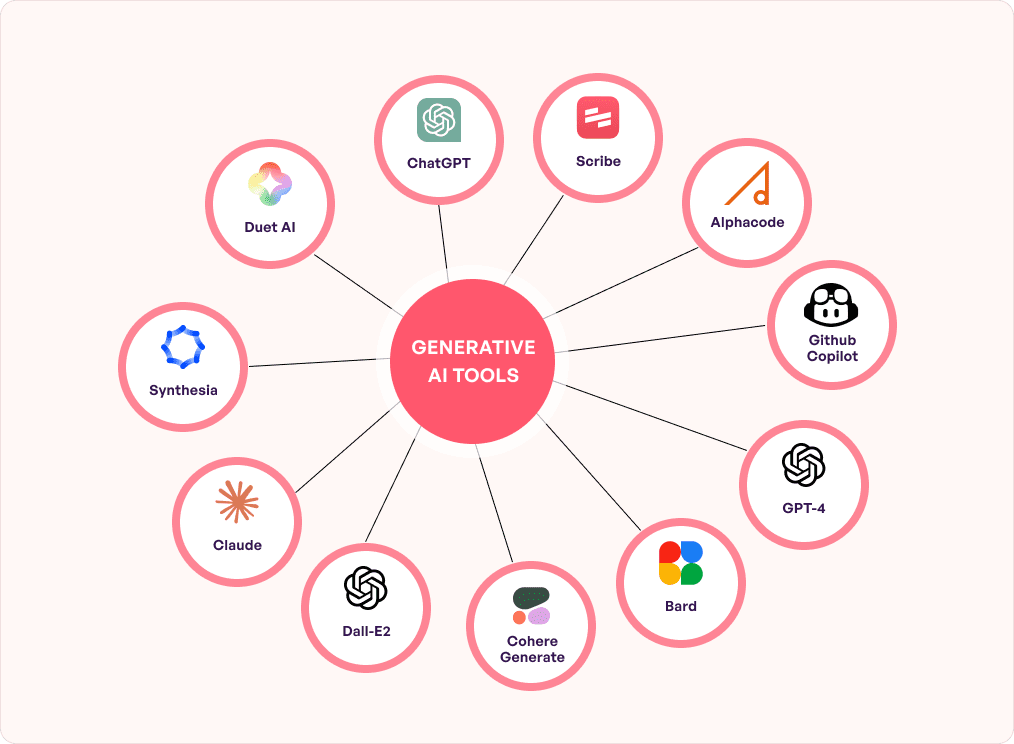 ChatGPT
Scribe
Duet AI
Alphacode
Github
Copilot
GENERATIVE
AI TOOLS
Synthesia
GPT-4
Claude
Bard
Dall-E2
Cohere
Generate